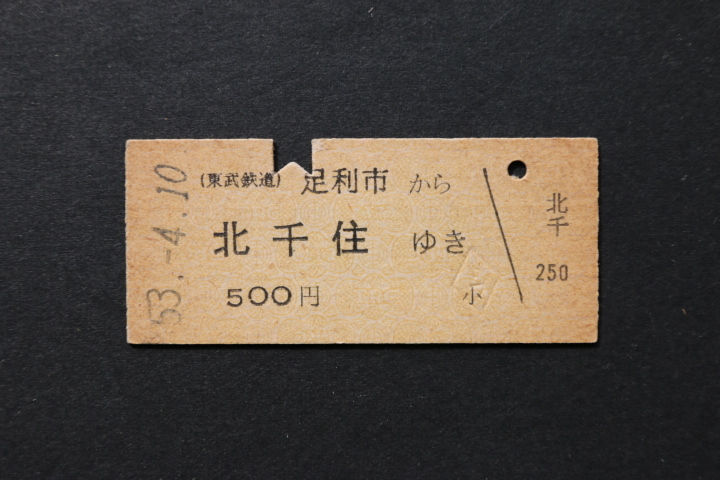 53.-4.10
(東武鉄道) 足利市 から
北千住 ゆき
500円
小
北千
250